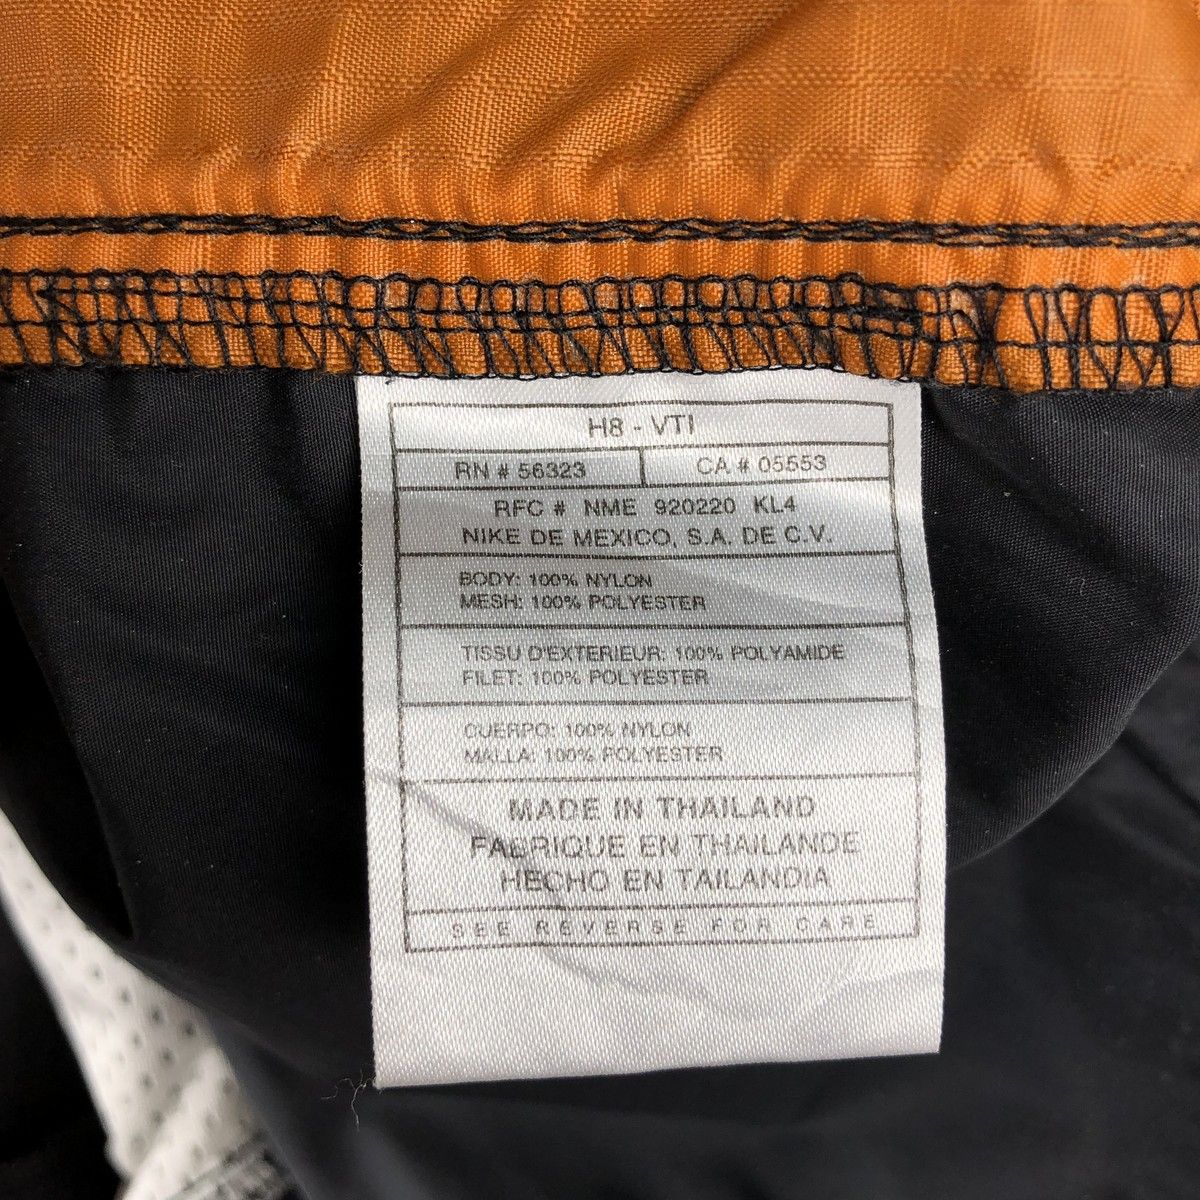 H8 - VTI
RN # 56323 CA # 05553
RFC # NME 920220 KL4
NIKE DE MEXICO, S.A. DE C.V.
BODY: 100% NYLON
MESH: 100% POLYESTER
TISSU D'EXTERIEUR: 100% POLYAMIDE
FILET: 100% POLYESTER
CUERPO: 100% NYLON
MALLA: 100% POLYESTER
MADE IN THAILAND
FABRIQUE EN THAILANDE
HECHO EN TAILANDIA
SEE REVERSE FOR CARE